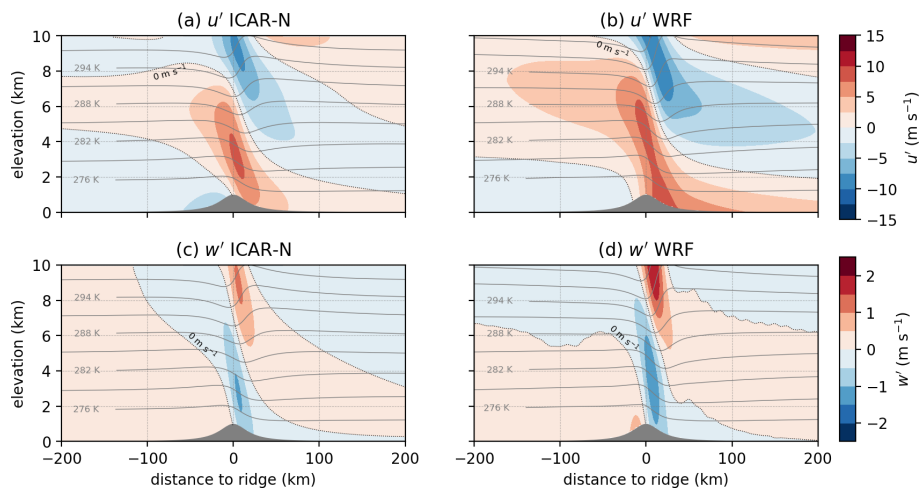 (a) u′ ICAR-N
(b) u′ WRF
10
8
6
4
2
0
elevation (km)
294 K
288 K
282 K
276 K
0 m s⁻¹
294 K
288 K
282 K
276 K
0 m s⁻¹
15
10
5
0
−5
−10
−15
u′ (m s⁻¹)
(c) w′ ICAR-N
(d) w′ WRF
10
8
6
4
2
0
elevation (km)
294 K
288 K
282 K
276 K
0 m s⁻¹
294 K
288 K
282 K
276 K
0 m s⁻¹
2
1
0
−1
−2
w′ (m s⁻¹)
−200 −100 0 100 200
distance to ridge (km)
−200 −100 0 100 200
distance to ridge (km)